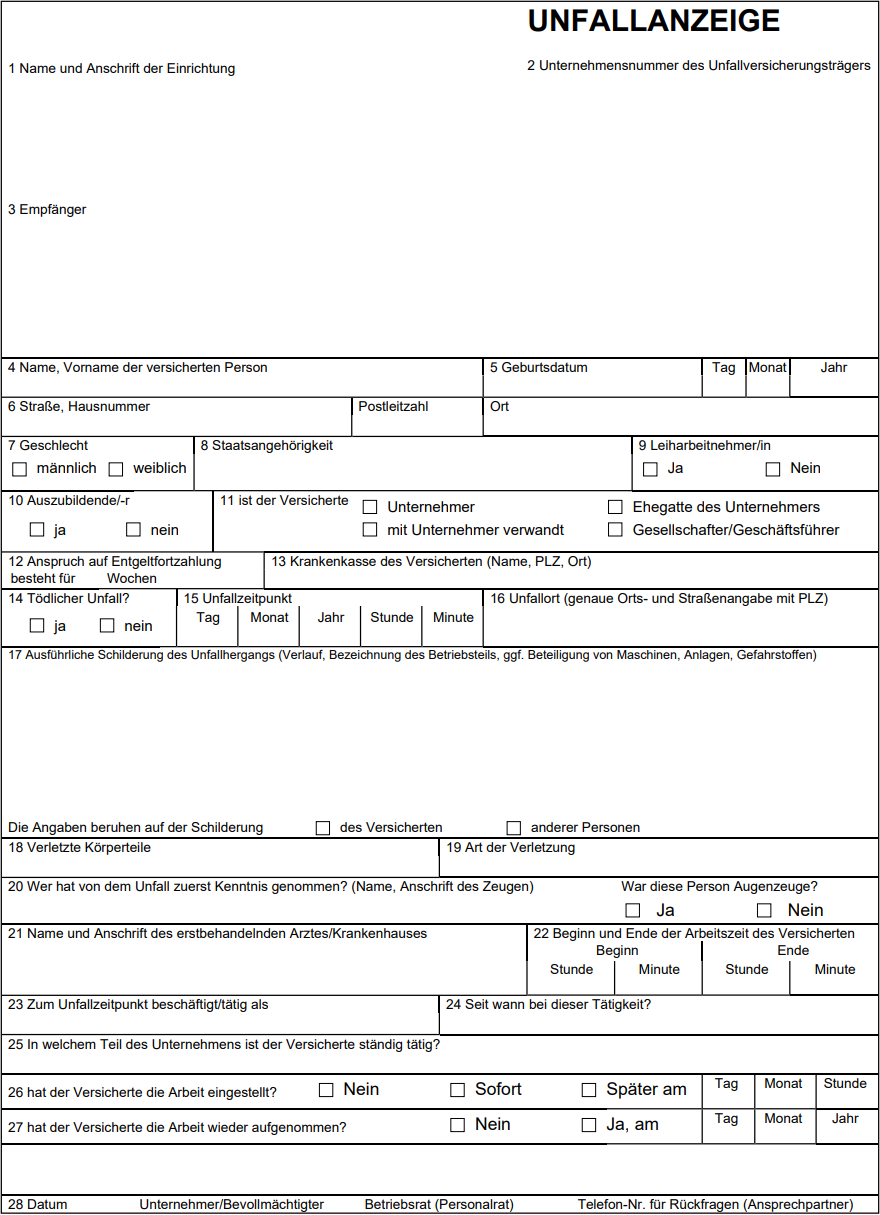 UNFALLANZEIGE
1 Name und Anschrift der Einrichtung
2 Unternehmensnummer des Unfallversicherungsträgers
3 Empfänger
4 Name, Vorname der versicherten Person
5 Geburtsdatum Tag Monat Jahr
6 Straße, Hausnummer Postleitzahl Ort
7 Geschlecht
männlich weiblich
8 Staatsangehörigkeit
9 Leiharbeitnehmer/in
Ja Nein
10 Auszubildende/-r
ja nein
11 ist der Versicherte
Unternehmer
Ehegatte des Unternehmers
mit Unternehmer verwandt
Gesellschafter/Geschäftsführer
12 Anspruch auf Entgeltfortzahlung
besteht für Wochen
13 Krankenkasse des Versicherten (Name, PLZ, Ort)
14 Tödlicher Unfall?
ja nein
15 Unfallzeitpunkt
Tag Monat Jahr Stunde Minute
16 Unfallort (genaue Orts- und Straßenangabe mit PLZ)
17 Ausführliche Schilderung des Unfallhergangs (Verlauf, Bezeichnung des Betriebsteils, ggf. Beteiligung von Maschinen, Anlagen, Gefahrstoffen)
Die Angaben beruhen auf der Schilderung des Versicherten anderer Personen
18 Verletzte Körperteile
19 Art der Verletzung
20 Wer hat von dem Unfall zuerst Kenntnis genommen? (Name, Anschrift des Zeugen)
War diese Person Augenzeuge?
Ja Nein
21 Name und Anschrift des erstbehandelnden Arztes/Krankenhauses
22 Beginn und Ende der Arbeitszeit des Versicherten
Beginn Ende
Stunde Minute Stunde Minute
23 Zum Unfallzeitpunkt beschäftigt/tätig als
24 Seit wann bei dieser Tätigkeit?
25 In welchem Teil des Unternehmens ist der Versicherte ständig tätig?
26 hat der Versicherte die Arbeit eingestellt? Nein Sofort Später am Tag Monat Stunde
27 hat der Versicherte die Arbeit wieder aufgenommen? Nein Ja, am Tag Monat Jahr
28 Datum Unternehmer/Bevollmächtigter Betriebsrat (Personalrat) Telefon-Nr. für Rückfragen (Ansprechpartner)